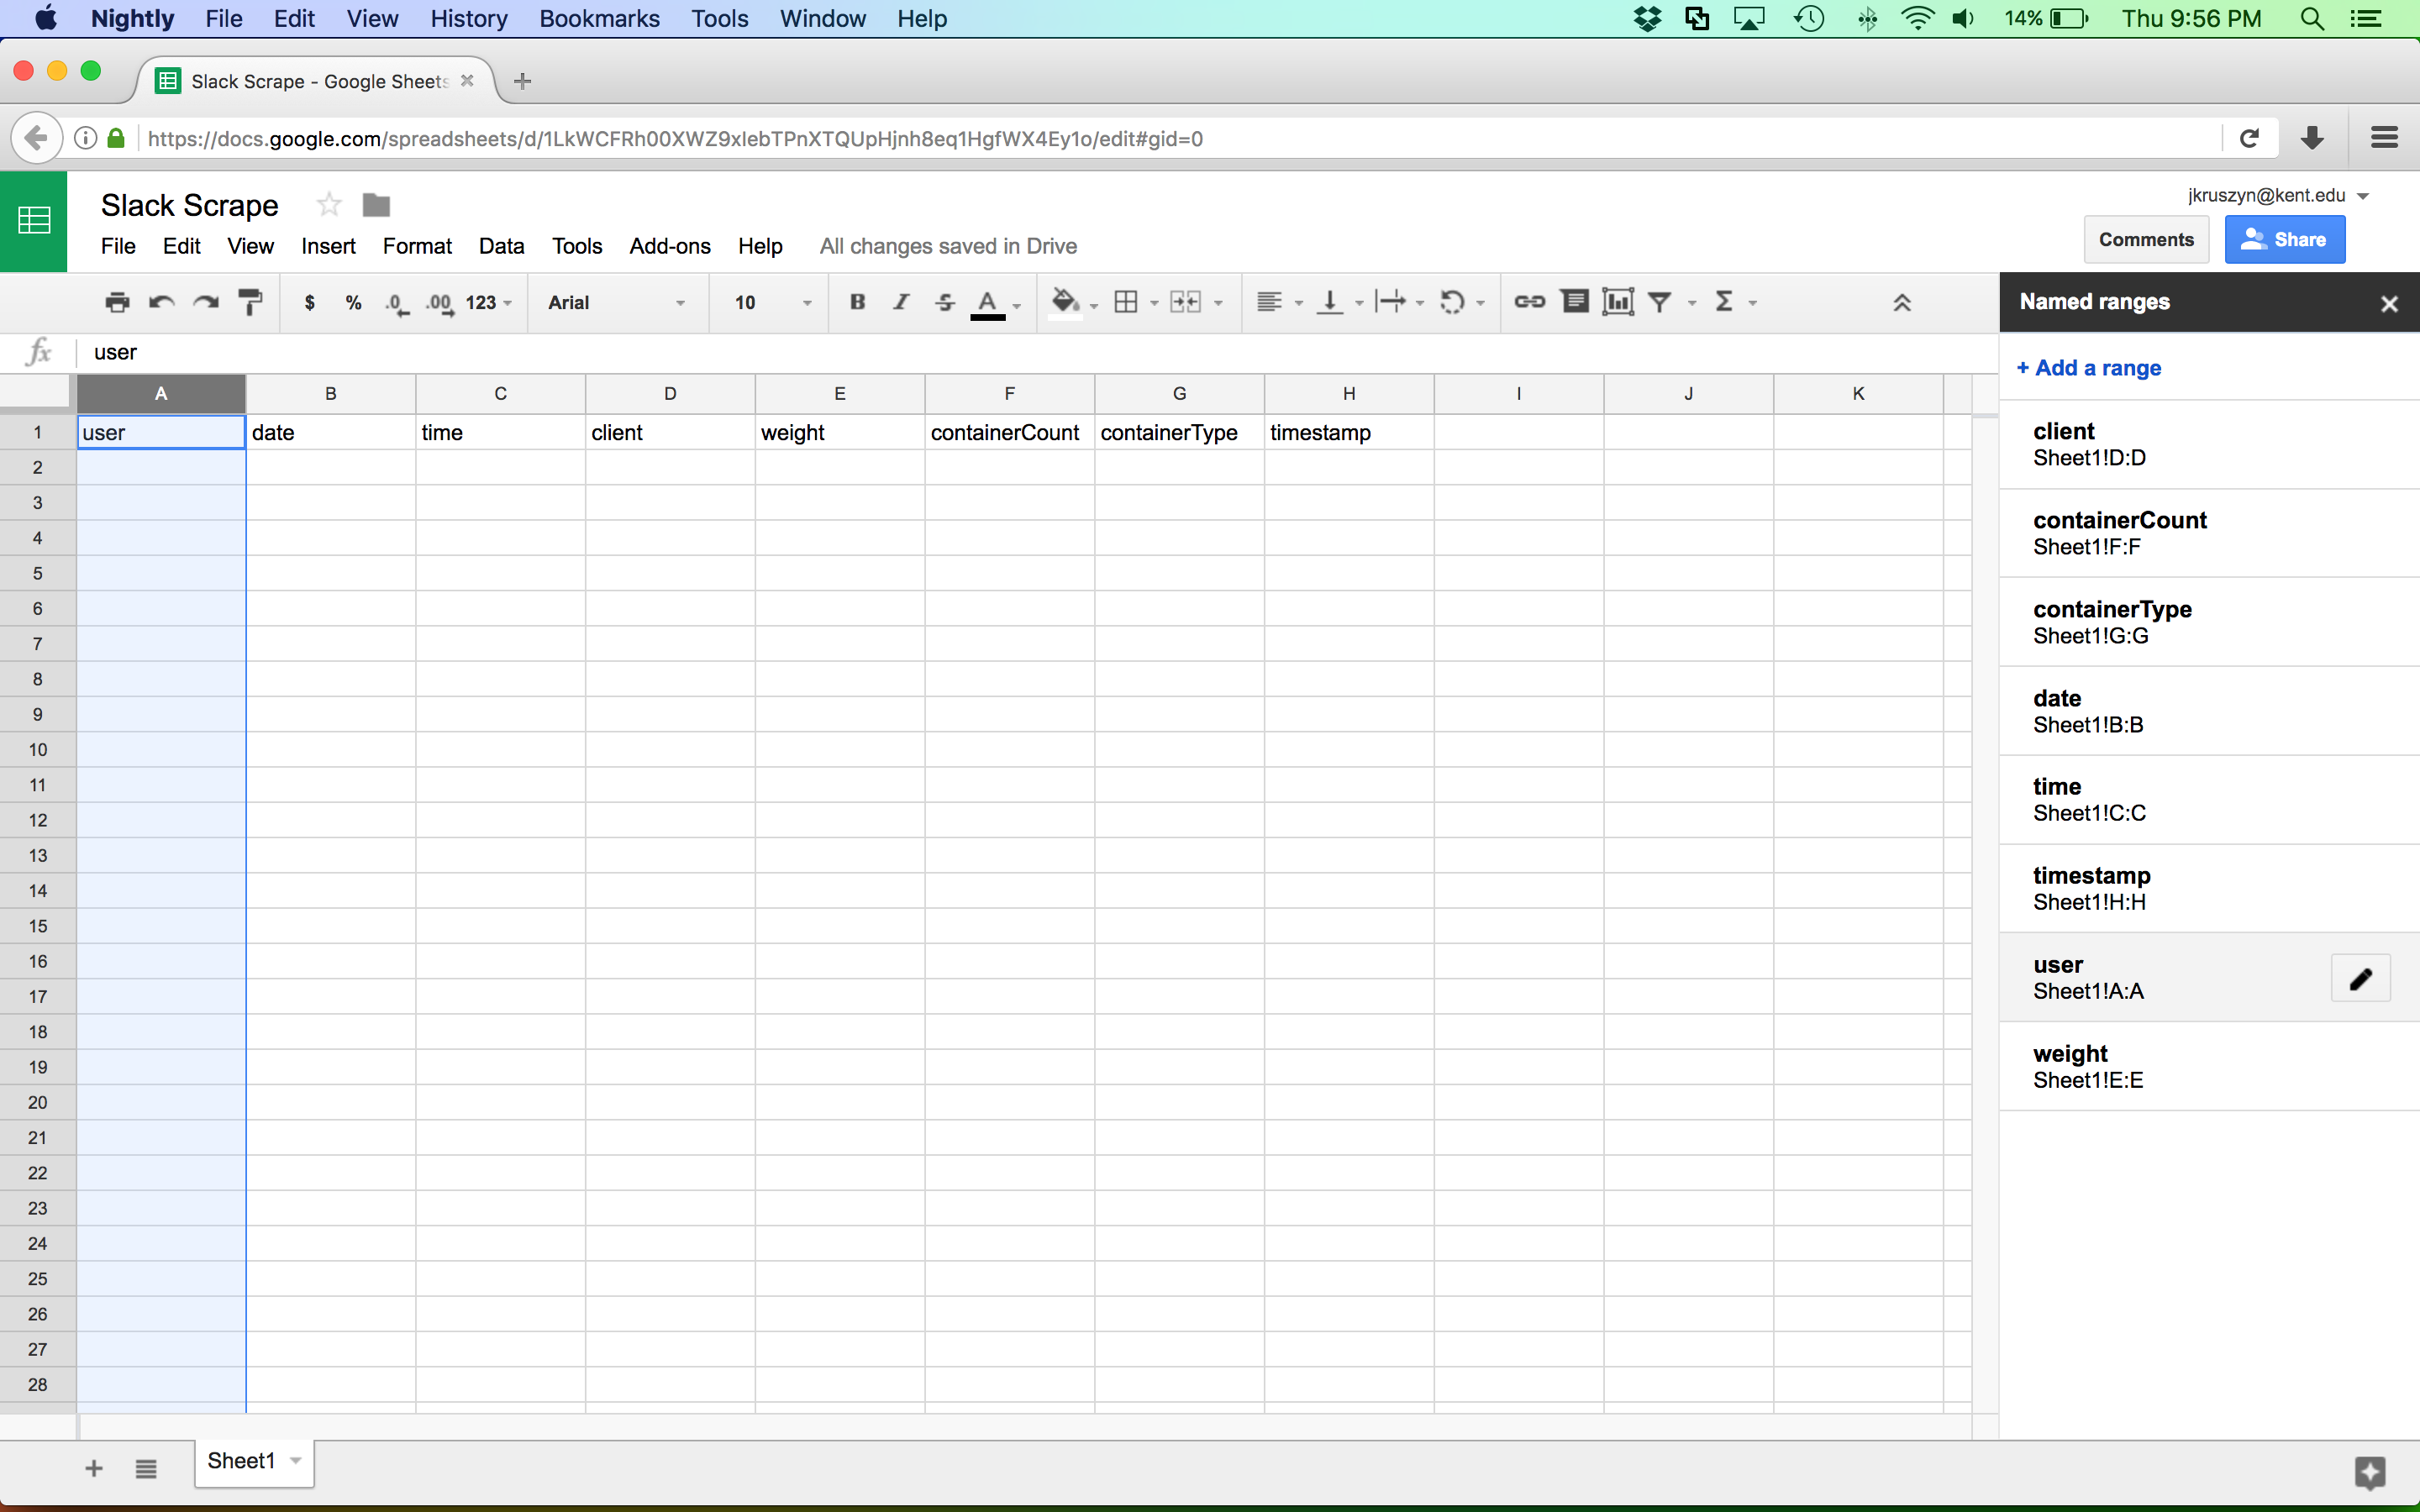 Nightly File Edit View History Bookmarks Tools Window Help 14% Thu 9:56 PM
Slack Scrape - Google Sheets
https://docs.google.com/spreadsheets/d/1LkWCFRh00XWZ9xIebTPnXTQUpHjnh8eq1HgfWX4Ey1o/edit#gid=0
Slack Scrape
jkruszyn@kent.edu
File Edit View Insert Format Data Tools Add-ons Help All changes saved in Drive
Comments Share
$ % .0 .00 123 Arial 10 B I S A Σ
Named ranges
fx user
+ Add a range
A B C D E F G H I J K
1 user date time client weight containerCount containerType timestamp
2
3
4
5
6
7
8
9
10
11
12
13
14
15
16
17
18
19
20
21
22
23
24
25
26
27
28
client
Sheet1!D:D
containerCount
Sheet1!F:F
containerType
Sheet1!G:G
date
Sheet1!B:B
time
Sheet1!C:C
timestamp
Sheet1!H:H
user
Sheet1!A:A
weight
Sheet1!E:E
Sheet1